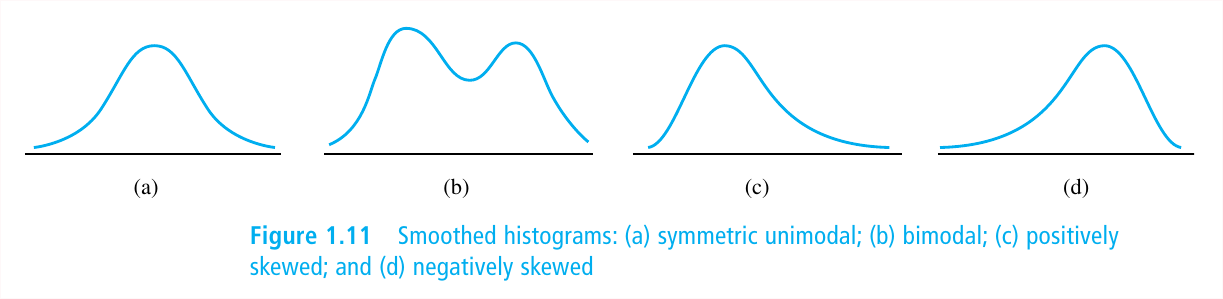 (a) (b) (c) (d)
Figure 1.11 Smoothed histograms: (a) symmetric unimodal; (b) bimodal; (c) positively
skewed; and (d) negatively skewed